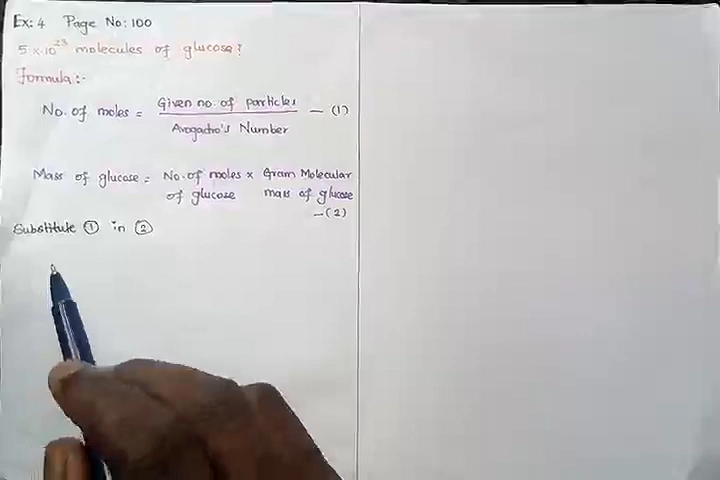 Ex: 4 Page No: 100
5 × 10²³ molecules of glucose?
Formula:-
No. of moles = Given no. of particles / Avogadro's Number — (1)
Mass of glucose = No. of moles of glucose × Gram Molecular mass of glucose — (2)
Substitute ① in ②